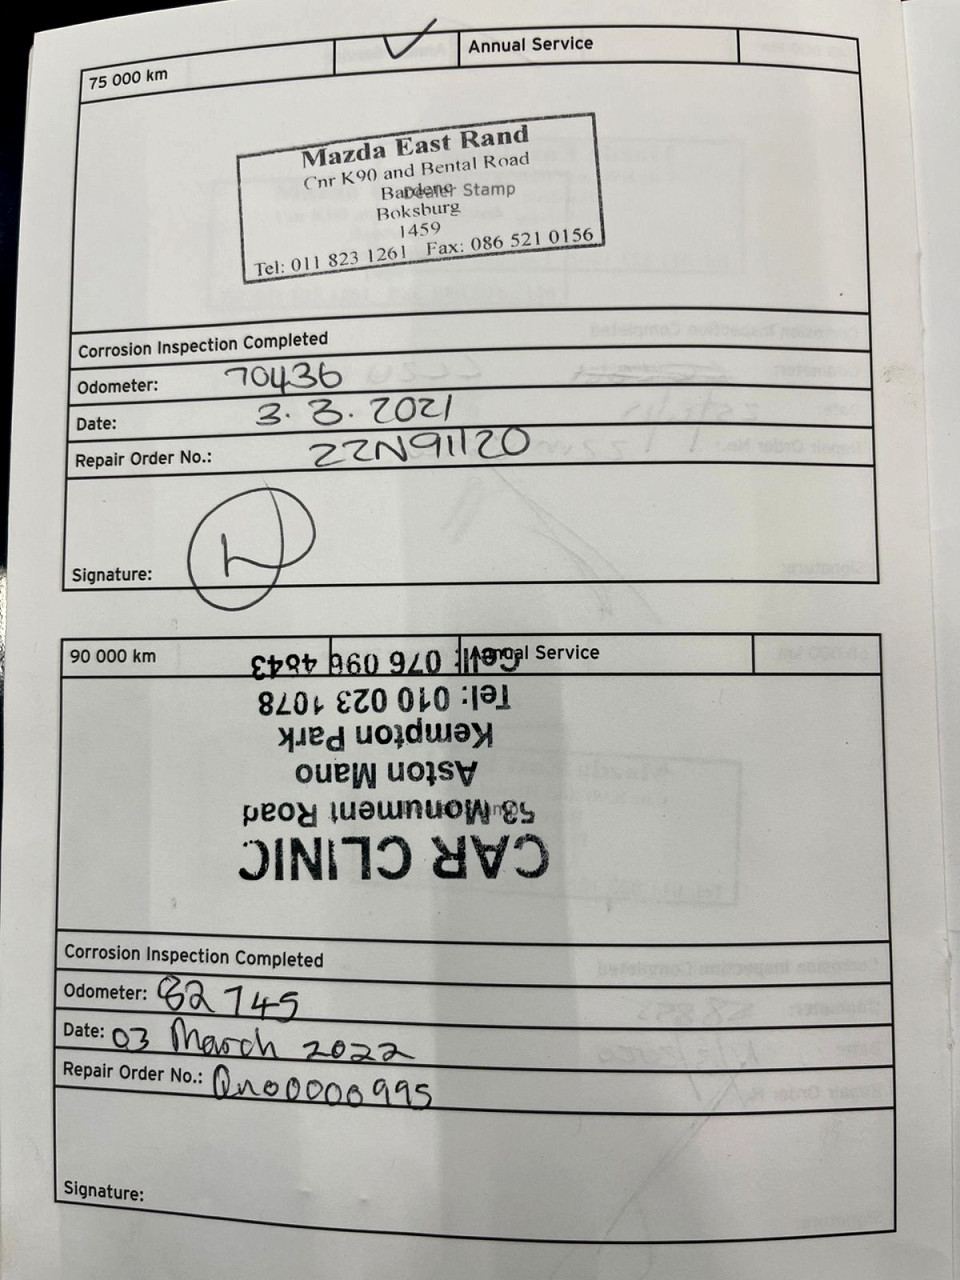 75 000 km
Annual Service
Mazda East Rand
Cnr K90 and Bental Road
Bardene
Dealer Stamp
Boksburg
1459
Tel: 011 823 1261 Fax: 086 521 0156
Corrosion Inspection Completed
Odometer: 70436
Date: 3.3.2021
Repair Order No.: 22N91120
Signature:
90 000 km
Annual Service
CAR CLINIC
53 Monument Road
Aston Mano
Kempton Park
Tel: 010 023 1078
Cell: 076 096 4843
Corrosion Inspection Completed
Odometer: 82745
Date: 03 March 2022
Repair Order No.: Qno0000995
Signature: